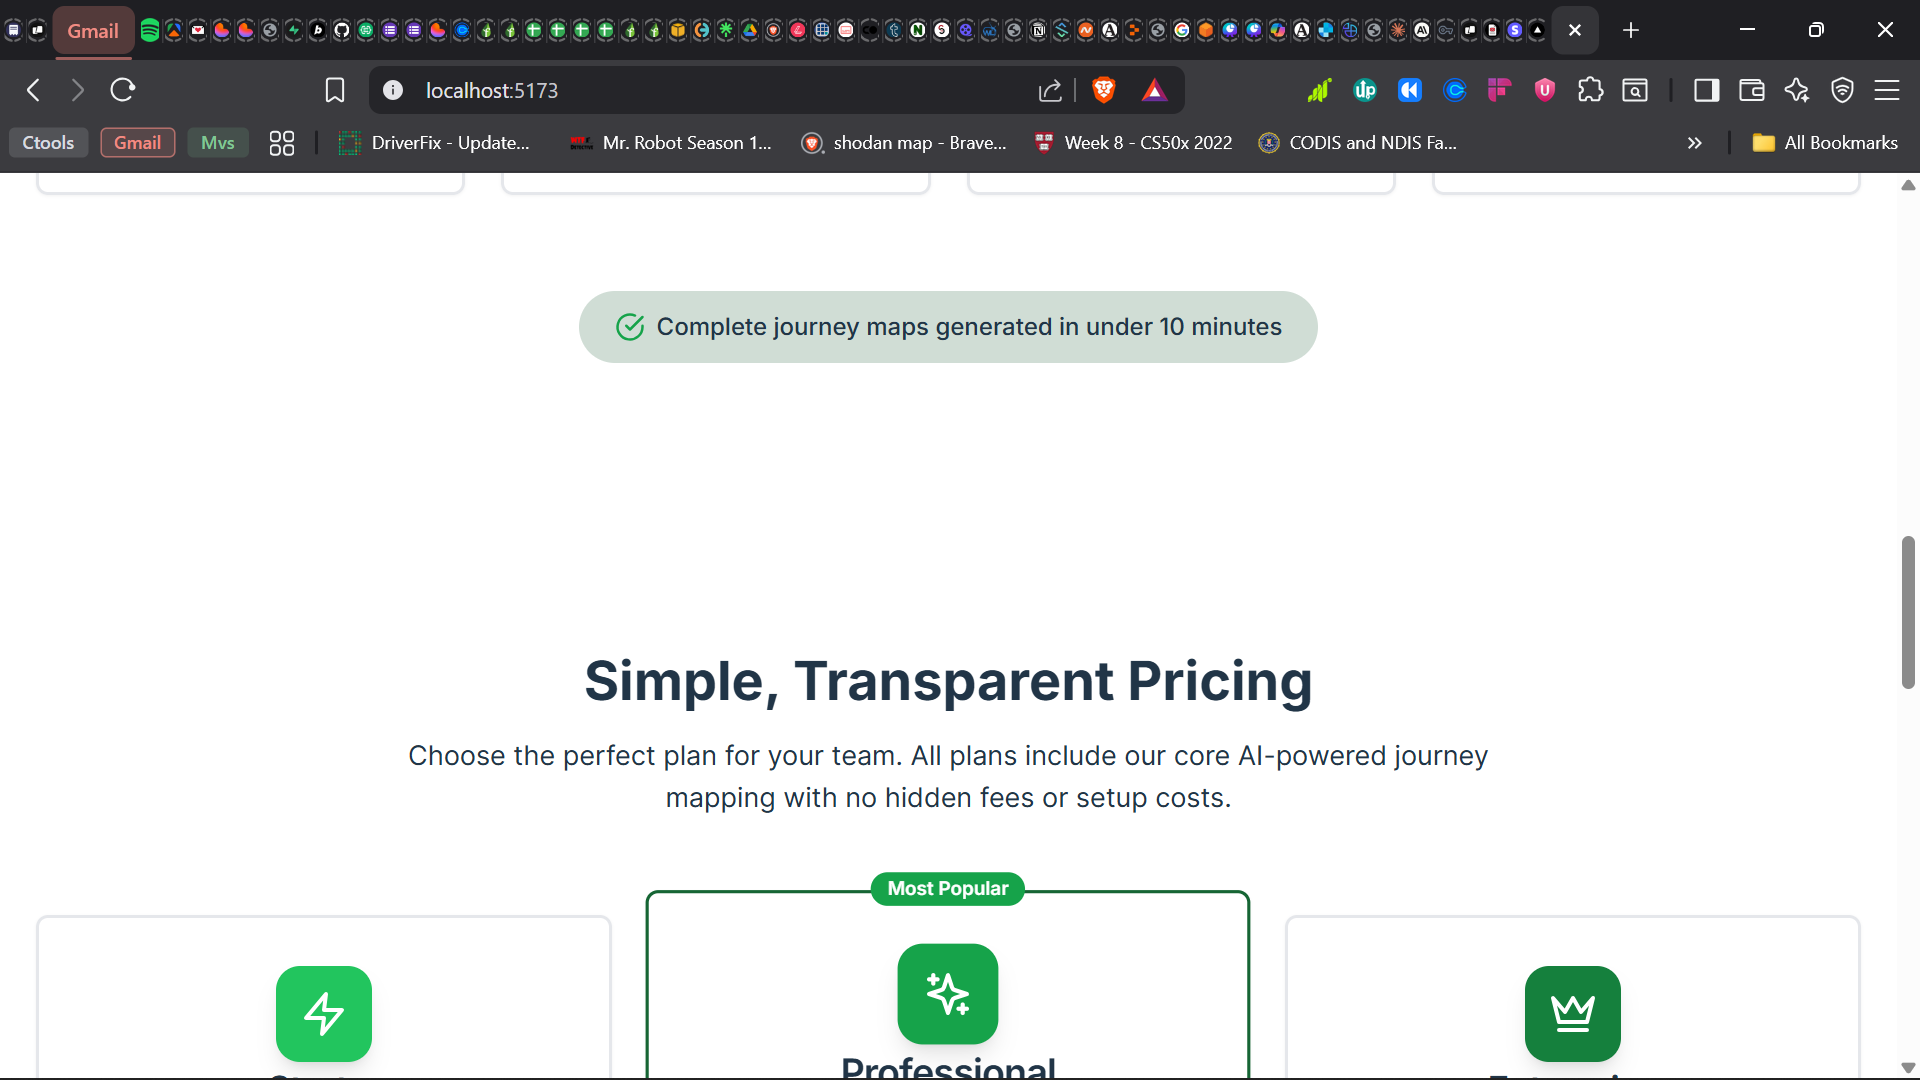 Gmail
localhost:5173
Ctools
Gmail
Mvs
DriverFix - Update...
Mr. Robot Season 1...
shodan map - Brave...
Week 8 - CS50x 2022
CODIS and NDIS Fa...
All Bookmarks
Complete journey maps generated in under 10 minutes
Simple, Transparent Pricing
Choose the perfect plan for your team. All plans include our core AI-powered journey
mapping with no hidden fees or setup costs.
Most Popular
Professional